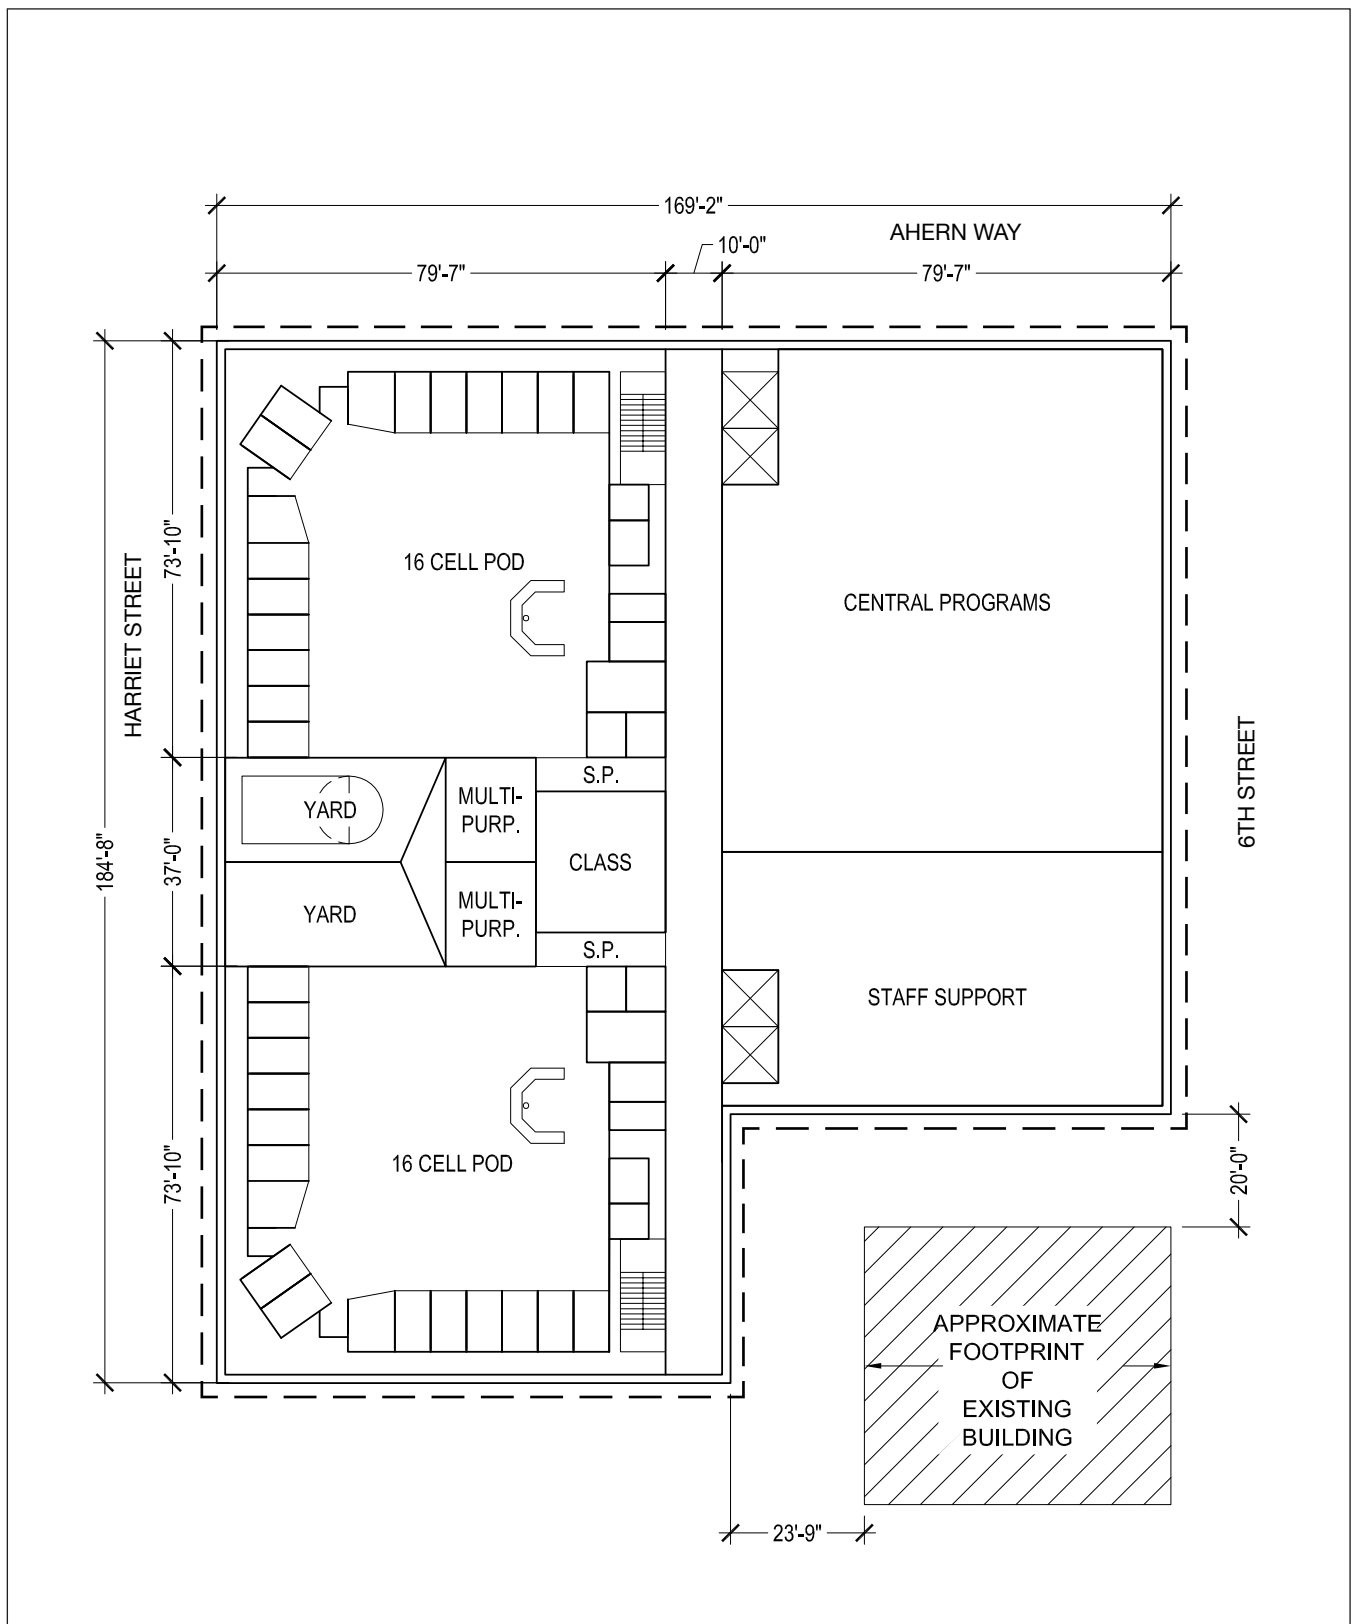 169'-2"
AHERN WAY
10'-0"
79'-7"
79'-7"
HARRIET STREET
73'-10"
16 CELL POD
CENTRAL PROGRAMS
6TH STREET
184'-8"
37'-0"
S.P.
YARD
MULTI-
PURP.
CLASS
YARD
MULTI-
PURP.
S.P.
STAFF SUPPORT
73'-10"
16 CELL POD
20'-0"
APPROXIMATE
FOOTPRINT
OF
EXISTING
BUILDING
23'-9"